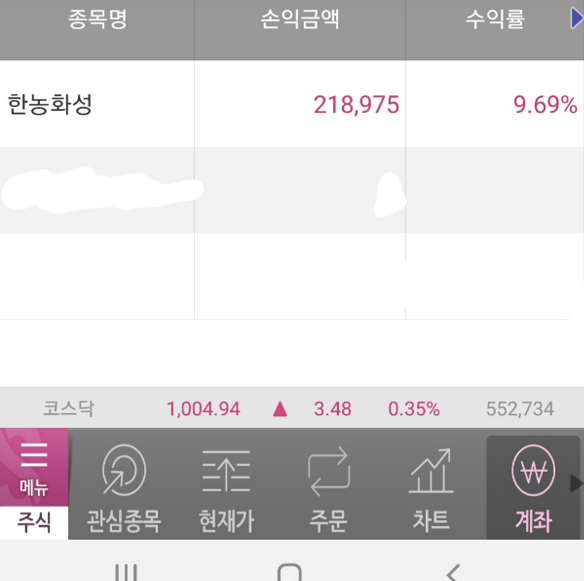 종목명 손익금액 수익률
한농화성 218,975 9.69%
코스닥 1,004.94 ▲ 3.48 0.35% 552,734
메뉴
주식 관심종목 현재가 주문 차트 계좌